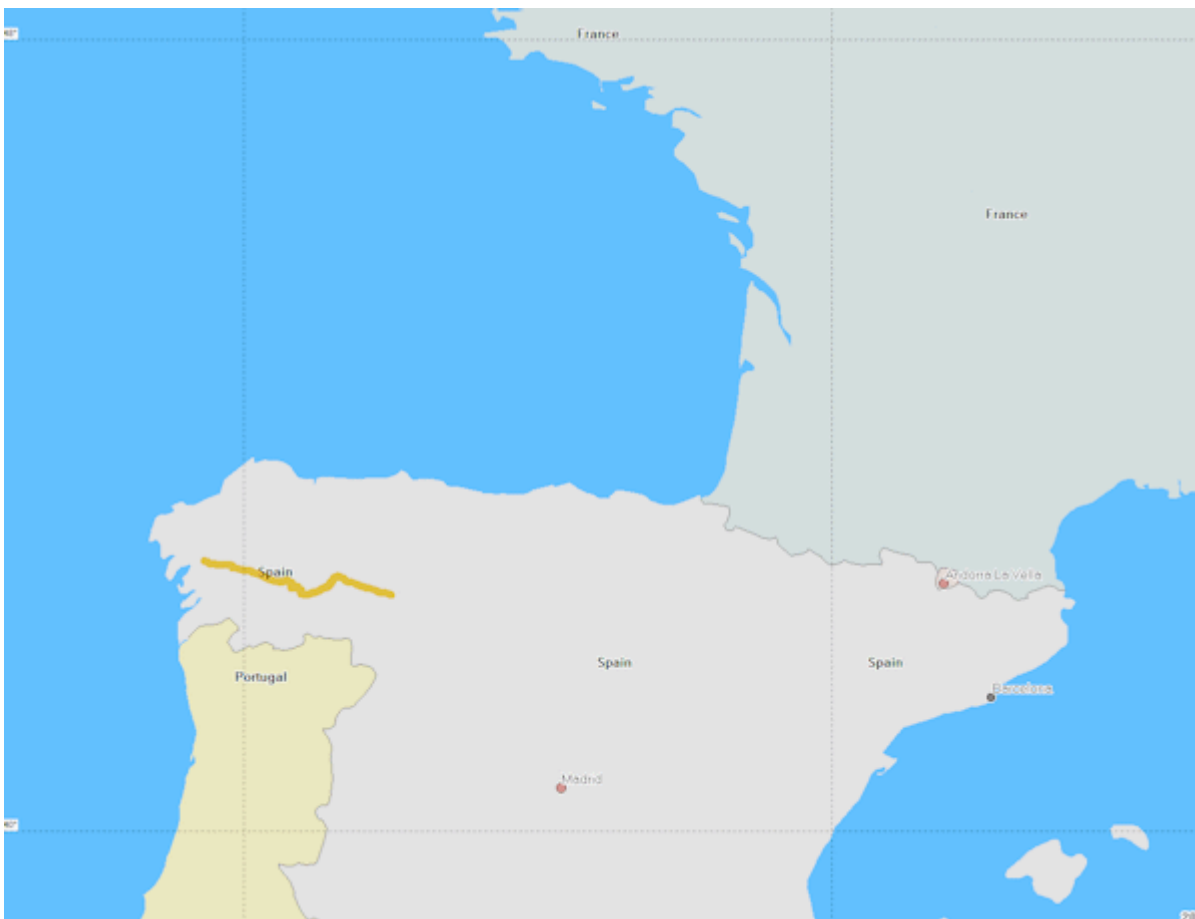 France
France
Spain
Andorra La Vella
Spain
Spain
Portugal
Barcelona
Madrid